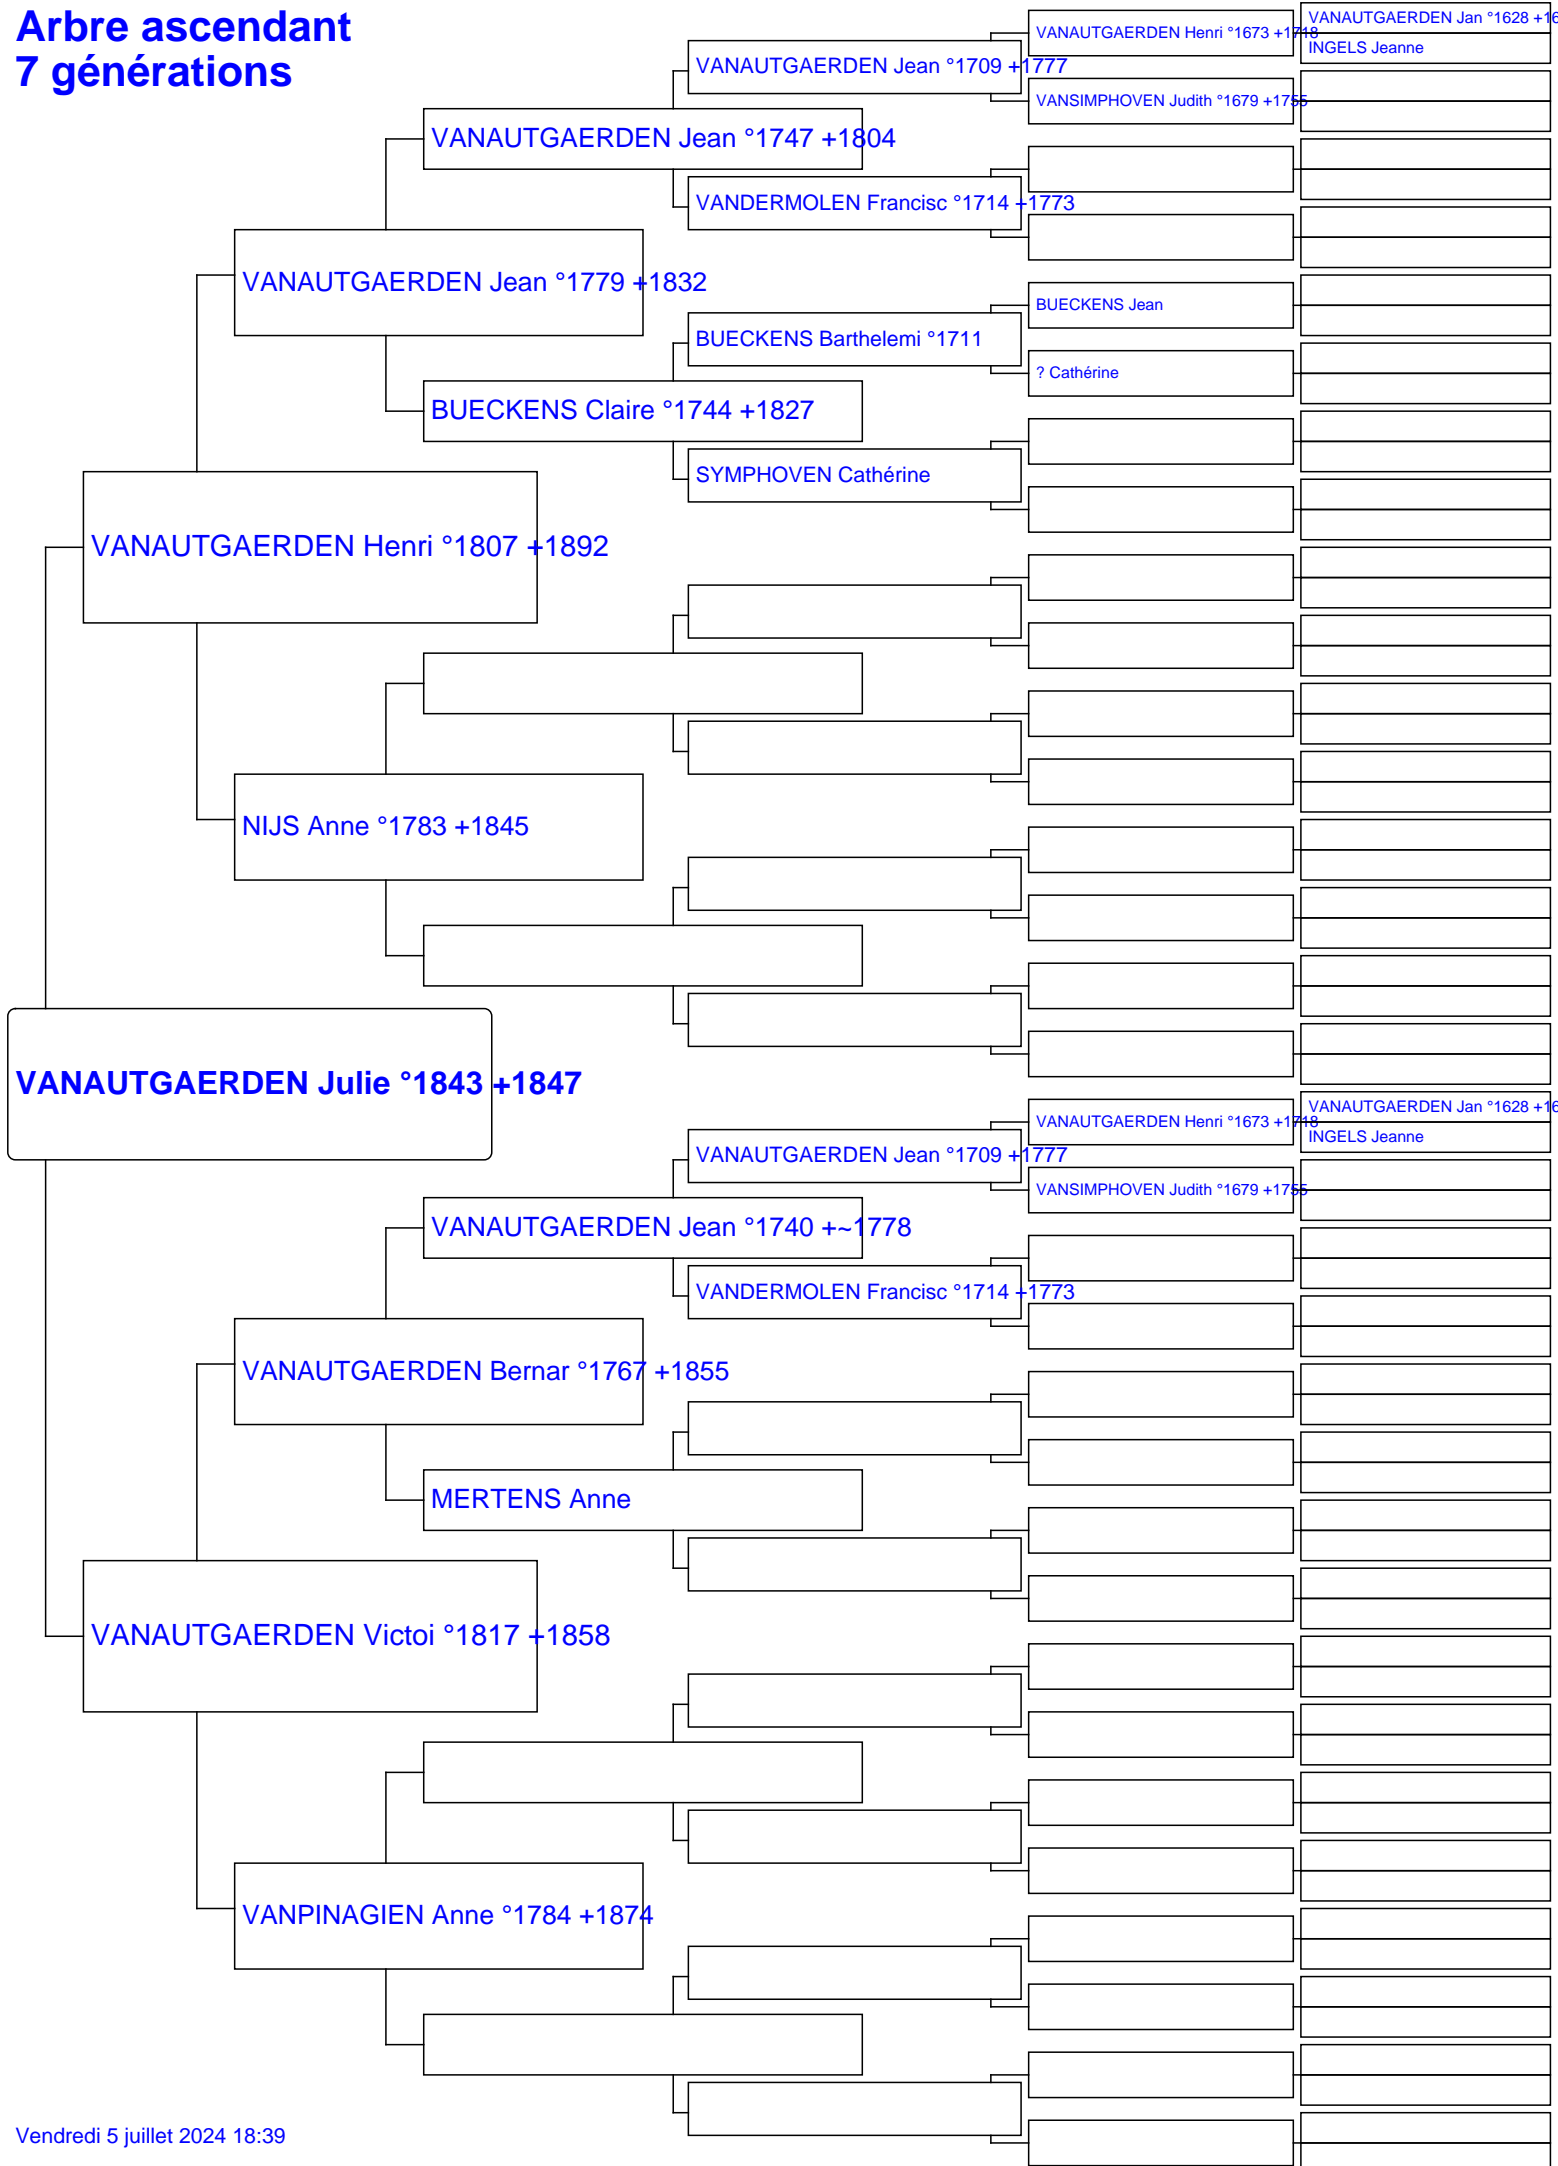 Arbre ascendant
7 générations
VANAUTGAERDEN Jan °1628 +16
VANAUTGAERDEN Henri °1673 +1718
INGELS Jeanne
VANAUTGAERDEN Jean °1709 +1777
VANSIMPHOVEN Judith °1679 +1755
VANAUTGAERDEN Jean °1747 +1804
VANDERMOLEN Francisc °1714 +1773
VANAUTGAERDEN Jean °1779 +1832
BUECKENS Jean
BUECKENS Barthelemi °1711
? Cathérine
BUECKENS Claire °1744 +1827
SYMPHOVEN Cathérine
VANAUTGAERDEN Henri °1807 +1892
NIJS Anne °1783 +1845
VANAUTGAERDEN Julie °1843 +1847
VANAUTGAERDEN Jan °1628 +16
VANAUTGAERDEN Henri °1673 +1718
INGELS Jeanne
VANAUTGAERDEN Jean °1709 +1777
VANSIMPHOVEN Judith °1679 +1755
VANAUTGAERDEN Jean °1740 +~1778
VANDERMOLEN Francisc °1714 +1773
VANAUTGAERDEN Bernar °1767 +1855
MERTENS Anne
VANAUTGAERDEN Victoi °1817 +1858
VANPINAGIEN Anne °1784 +1874
Vendredi 5 juillet 2024 18:39